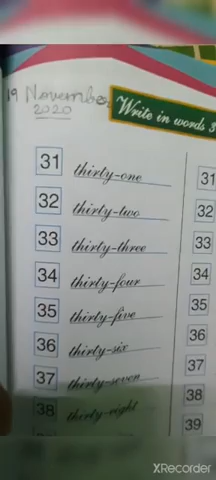 19 November
2020
Write in words 3
31 thirty-one 31
32 thirty-two 32
33 thirty-three 33
34 thirty-four 34
35 thirty-five 35
36 thirty-six 36
37 thirty-seven 37
38 thirty-eight 38
39
XRecorder